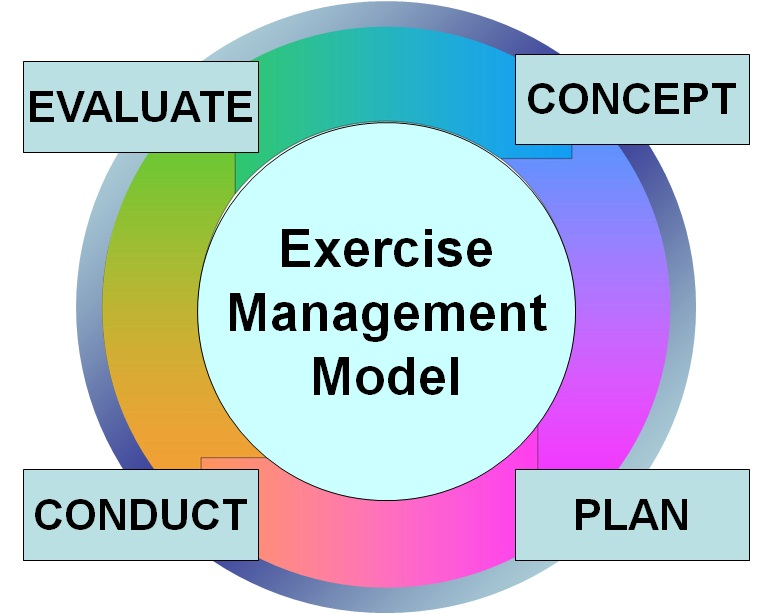 EVALUATE
CONCEPT
Exercise
Management
Model
CONDUCT
PLAN